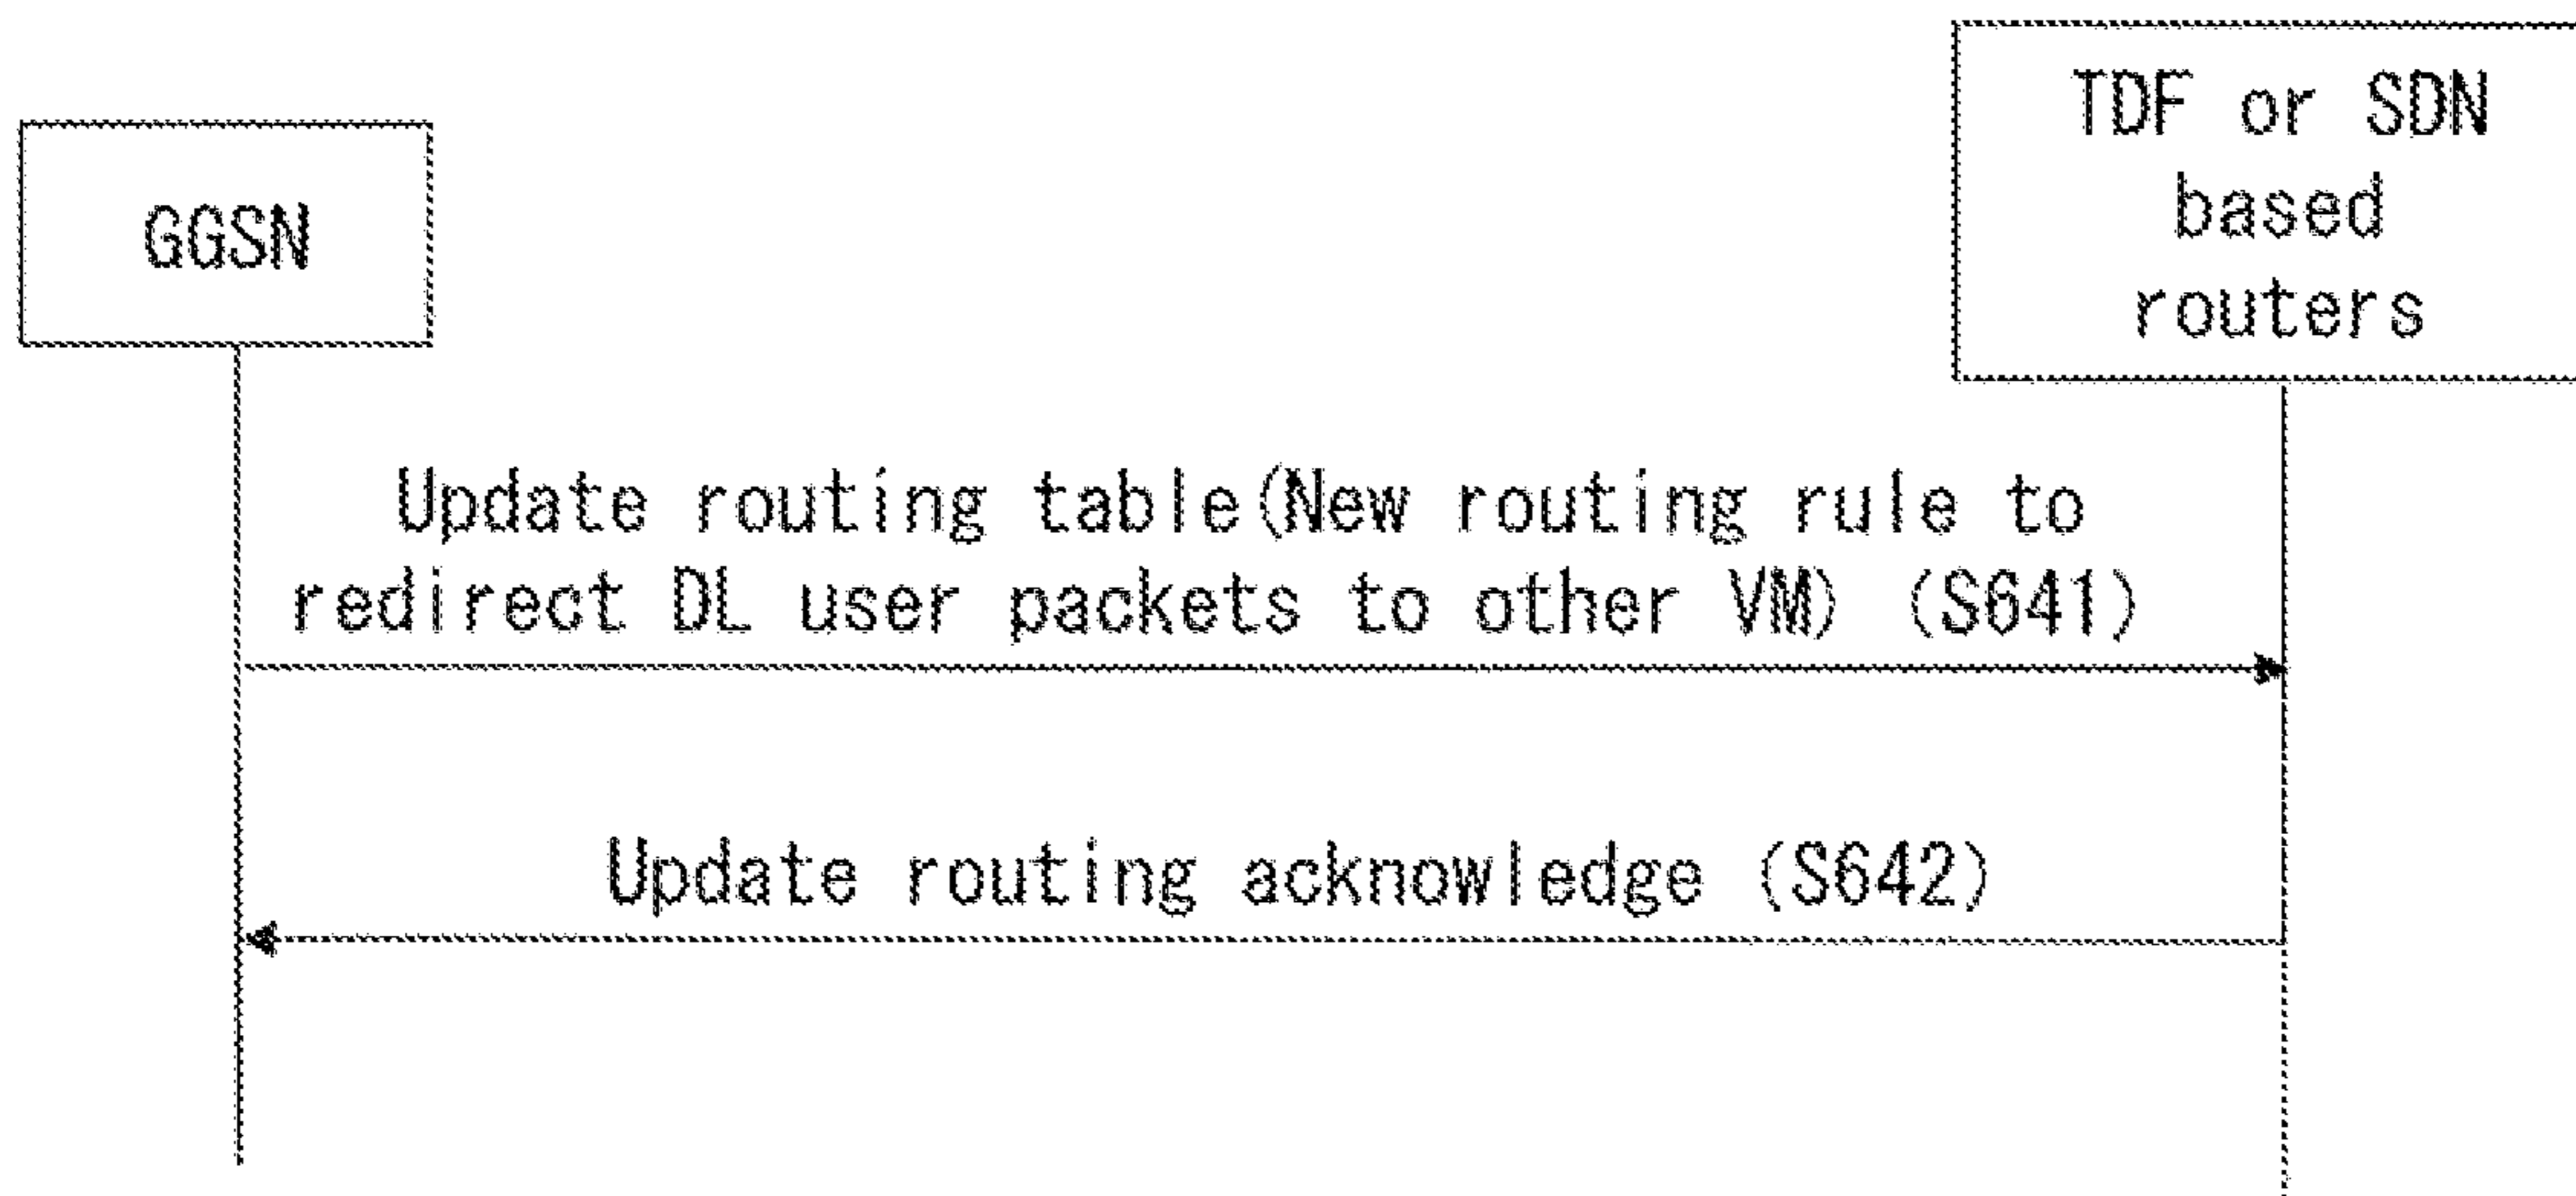 GGSN
TDF or SDN
based
routers
Update routing table(New routing rule to
redirect DL user packets to other VM) (S641)
Update routing acknowledge (S642)